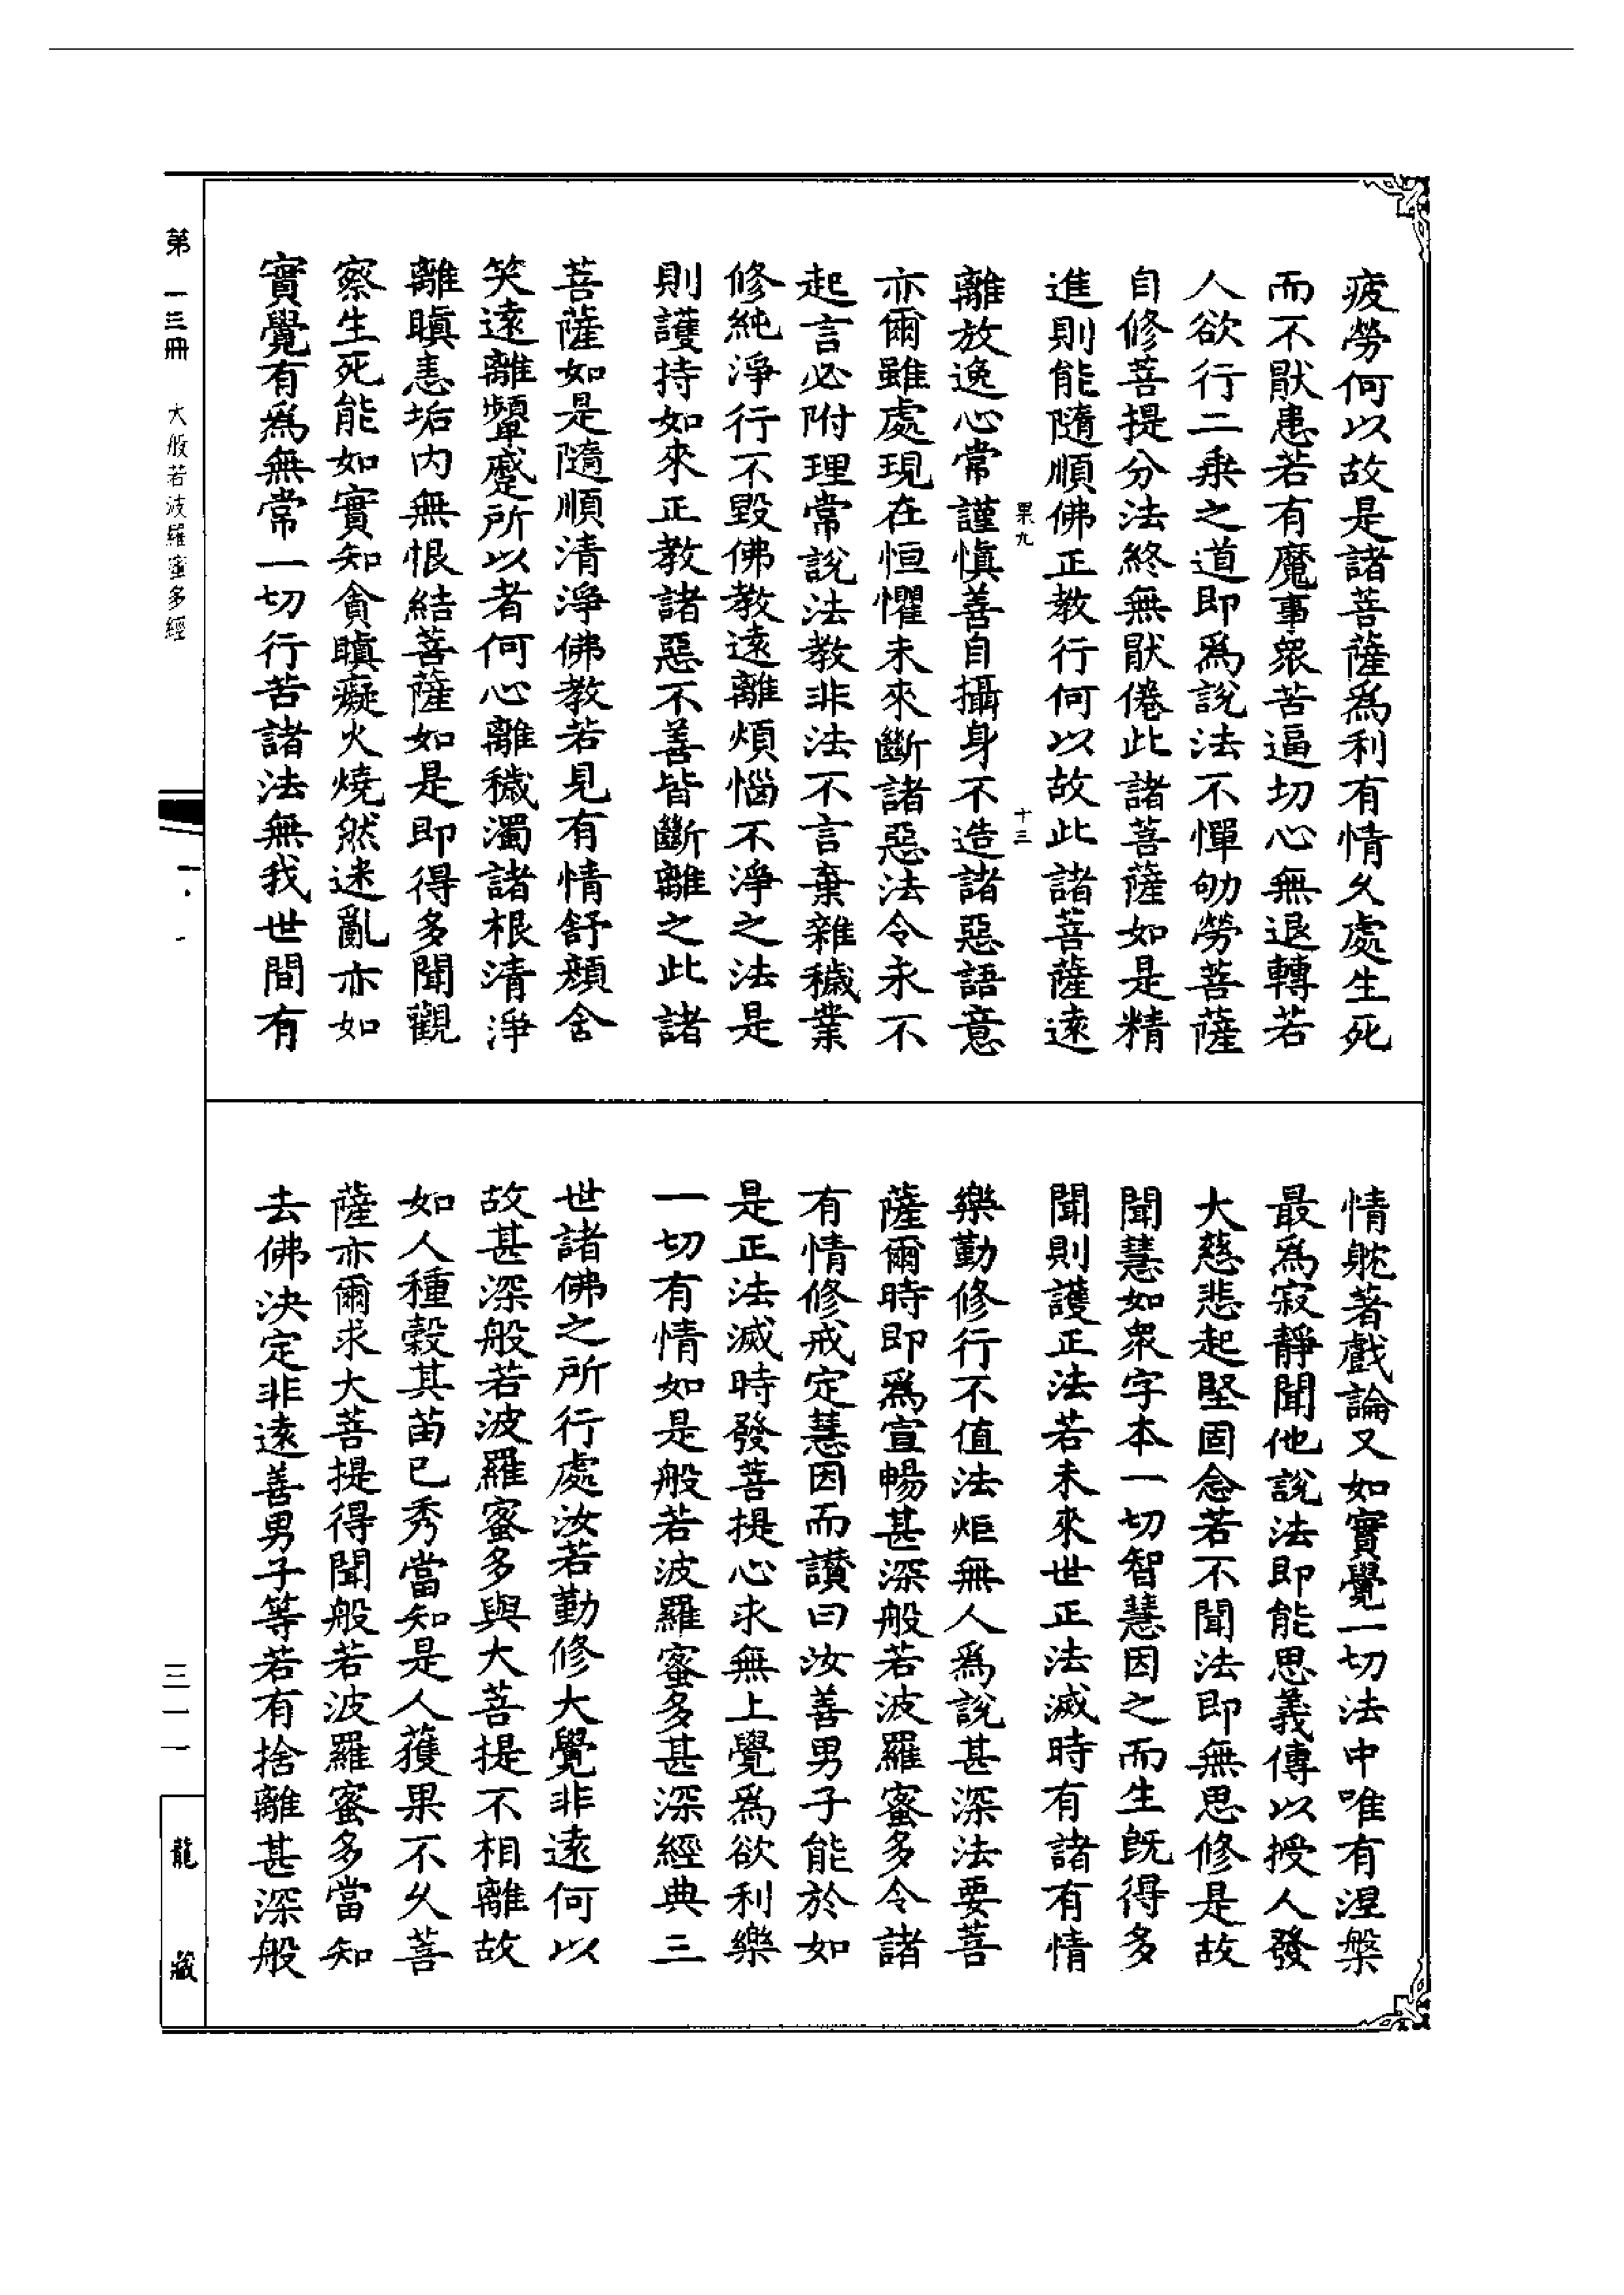 疲勞何以故是諸菩薩爲利有情久處生死
而不猒患若有魔事衆苦逼切心無退轉若
人欲行二乘之道即爲說法不憚劬勞菩薩
自修菩提分法終無猒倦此諸菩薩如是精
進則能隨順佛正教行何以故此諸菩薩遠
果九 十三
離放逸心常謹慎善自攝身不造諸惡語意
亦爾雖處現在恒懼未來斷諸惡法令永不
起言必附理常說法教非法不言棄雜穢業
修純淨行不毀佛教遠離煩惱不淨之法是
則護持如來正教諸惡不善皆斷離之此諸
菩薩如是隨順清淨佛教若見有情舒顏含
笑遠離顰蹙所以者何心離穢濁諸根清淨
離瞋恚垢內無恨結菩薩如是即得多聞觀
察生死能如實知貪瞋癡火燒然迷亂亦如
實覺有爲無常一切行苦諸法無我世間有
情躭著戲論又如實覺一切法中唯有涅槃
最爲寂靜聞他說法即能思義傳以授人發
大慈悲起堅固念若不聞法即無思修是故
聞慧如衆字本一切智慧因之而生既得多
聞則護正法若未來世正法滅時有諸有情
樂勤修行不值法炬無人爲說甚深法要菩
薩爾時即爲宣暢甚深般若波羅蜜多令諸
有情修戒定慧因而讚曰汝善男子能於如
是正法滅時發菩提心求無上覺爲欲利樂
一切有情如是般若波羅蜜多甚深經典三
世諸佛之所行處汝若勤修大覺非遠何以
故甚深般若波羅蜜多與大菩提不相離故
如人種穀其苗已秀當知是人獲果不久菩
薩亦爾求大菩提得聞般若波羅蜜多當知
去佛決定非遠善男子等若有捨離甚深般
第一三冊 大般若波羅蜜多經
三一一
龍藏